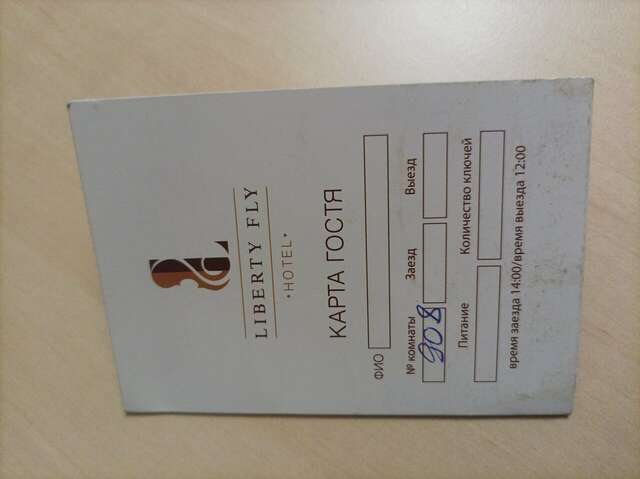 LIBERTY FLY
• HOTEL •
КАРТА ГОСТЯ
ФИО
№ комнаты Заезд Выезд
908
Питание Количество ключей
время заезда 14:00/время выезда 12:00